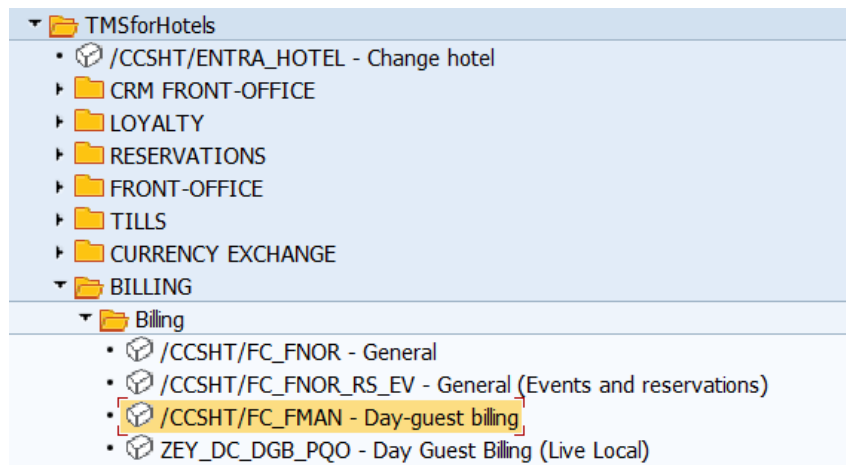 TMSforHotels
/CCSHT/ENTRA_HOTEL - Change hotel
CRM FRONT-OFFICE
LOYALTY
RESERVATIONS
FRONT-OFFICE
TILLS
CURRENCY EXCHANGE
BILLING
Billing
/CCSHT/FC_FNOR - General
/CCSHT/FC_FNOR_RS_EV - General (Events and reservations)
/CCSHT/FC_FMAN - Day-guest billing
ZEY_DC_DGB_PQO - Day Guest Billing (Live Local)